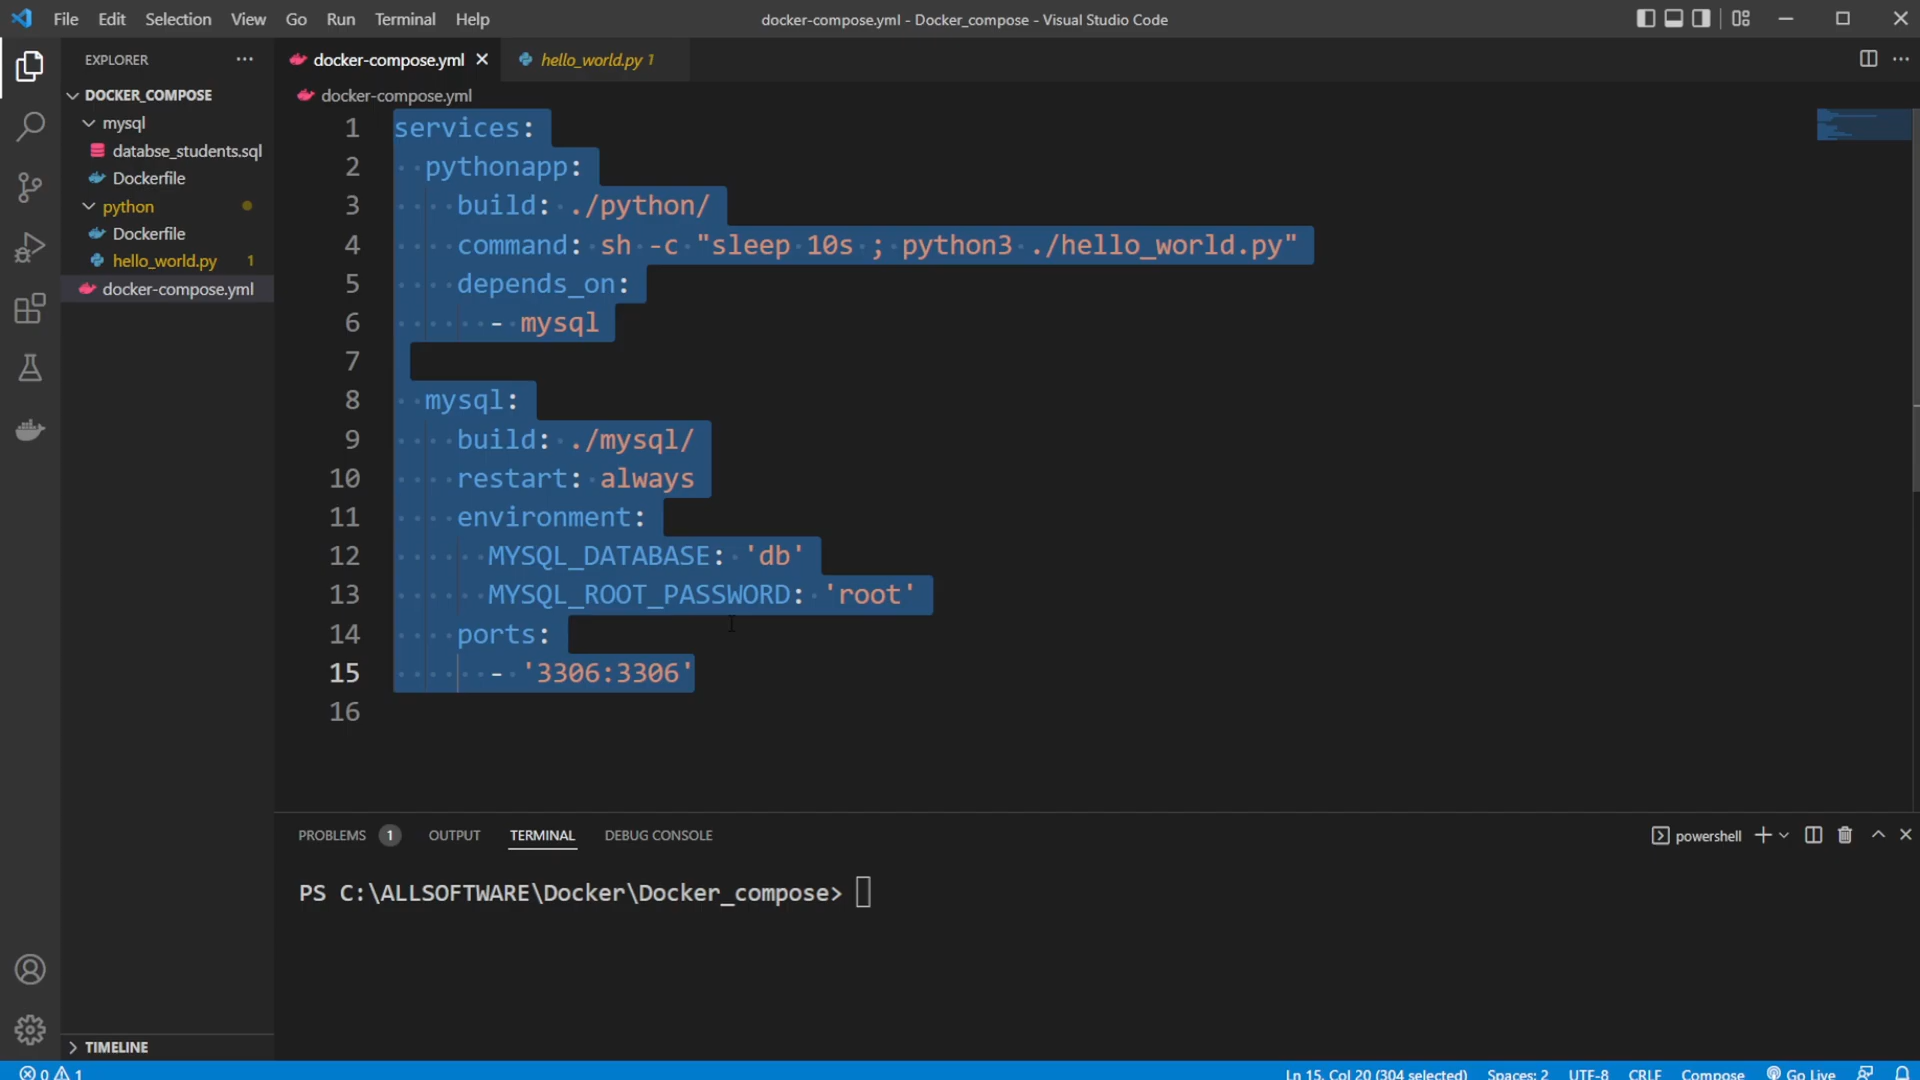 File Edit Selection View Go Run Terminal Help
docker-compose.yml - Docker_compose - Visual Studio Code
EXPLORER
DOCKER_COMPOSE
mysql
databse_students.sql
Dockerfile
python
Dockerfile
hello_world.py 1
docker-compose.yml
TIMELINE
docker-compose.yml
hello_world.py 1
docker-compose.yml
1 services:
2 pythonapp:
3 build: ./python/
4 command: sh -c "sleep 10s ; python3 ./hello_world.py"
5 depends_on:
6 - mysql
7
8 mysql:
9 build: ./mysql/
10 restart: always
11 environment:
12 MYSQL_DATABASE: 'db'
13 MYSQL_ROOT_PASSWORD: 'root'
14 ports:
15 - '3306:3306'
16
PROBLEMS 1 OUTPUT TERMINAL DEBUG CONSOLE
powershell
PS C:\ALLSOFTWARE\Docker\Docker_compose>
0 1
Ln 15, Col 20 (304 selected) Spaces: 2 UTF-8 CRLF Compose Go Live